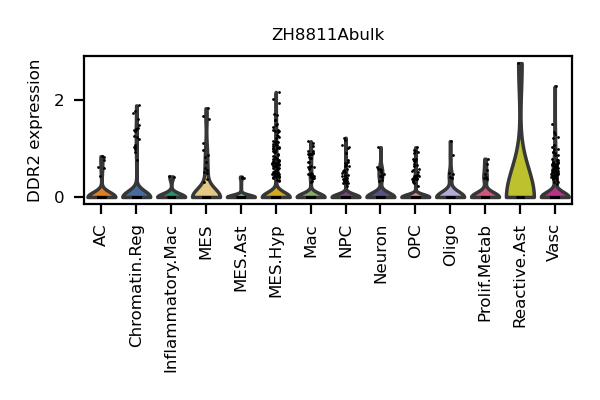 ZH8811Abulk
DDR2 expression
2
0
AC
Chromatin.Reg
Inflammatory.Mac
MES
MES.Ast
MES.Hyp
Mac
NPC
Neuron
OPC
Oligo
Prolif.Metab
Reactive.Ast
Vasc